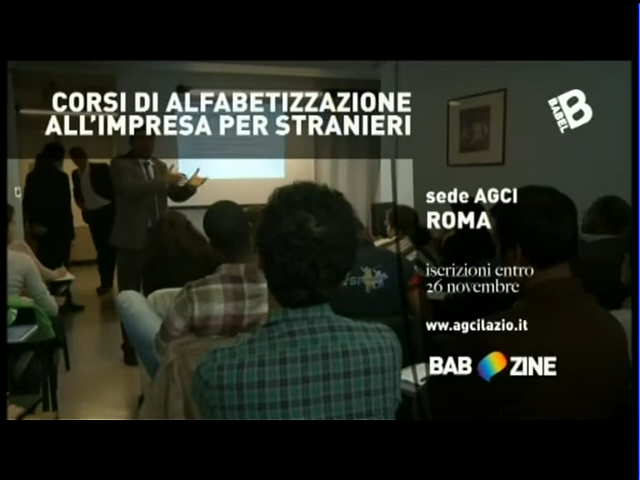 CORSI DI ALFABETIZZAZIONE
ALL'IMPRESA PER STRANIERI
B
BABEL
sede AGCI
ROMA
iscrizioni entro
26 novembre
www.agcilazio.it
BAB ZINE